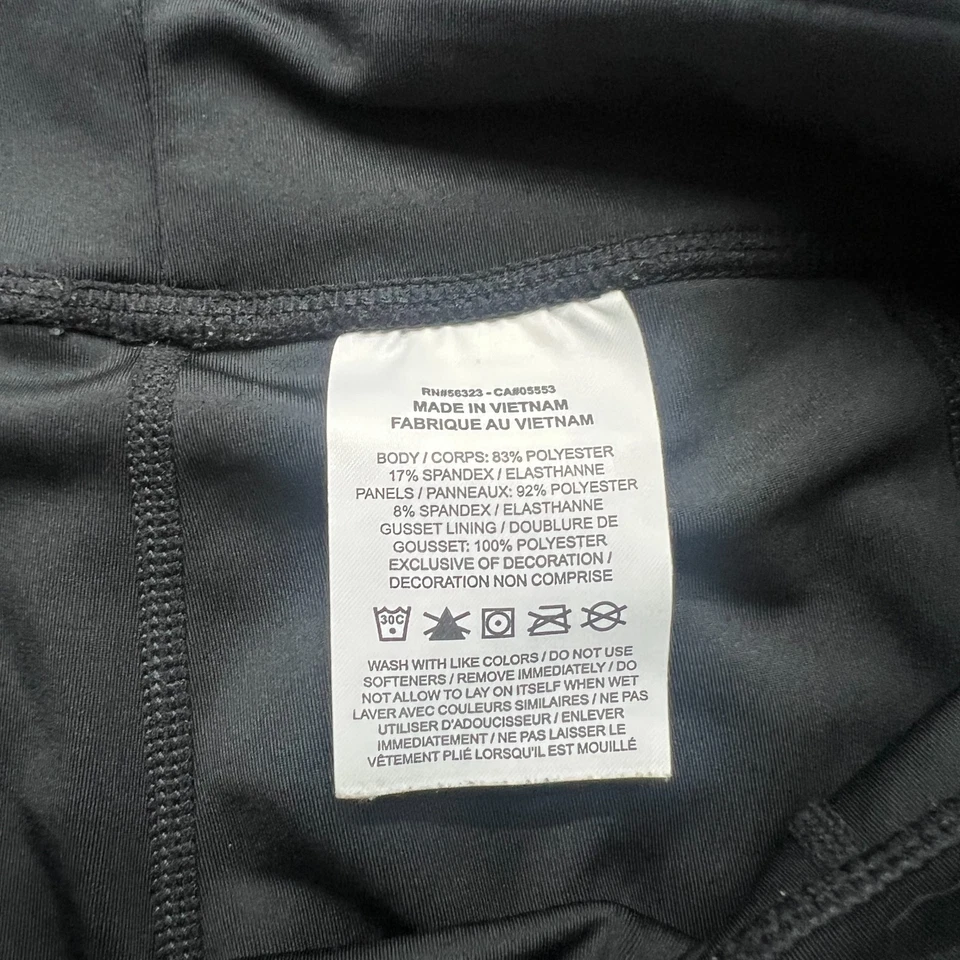 RN#56323 - CA#05553
MADE IN VIETNAM
FABRIQUE AU VIETNAM
BODY / CORPS: 83% POLYESTER
17% SPANDEX / ELASTHANNE
PANELS / PANNEAUX: 92% POLYESTER
8% SPANDEX / ELASTHANNE
GUSSET LINING / DOUBLURE DE
GOUSSET: 100% POLYESTER
EXCLUSIVE OF DECORATION /
DECORATION NON COMPRISE
30C
WASH WITH LIKE COLORS / DO NOT USE
SOFTENERS / REMOVE IMMEDIATELY / DO
NOT ALLOW TO LAY ON ITSELF WHEN WET
LAVER AVEC COULEURS SIMILAIRES / NE PAS
UTILISER D'ADOUCISSEUR / ENLEVER
IMMEDIATEMENT / NE PAS LAISSER LE
VÊTEMENT PLIÉ LORSQU'IL EST MOUILLÉ